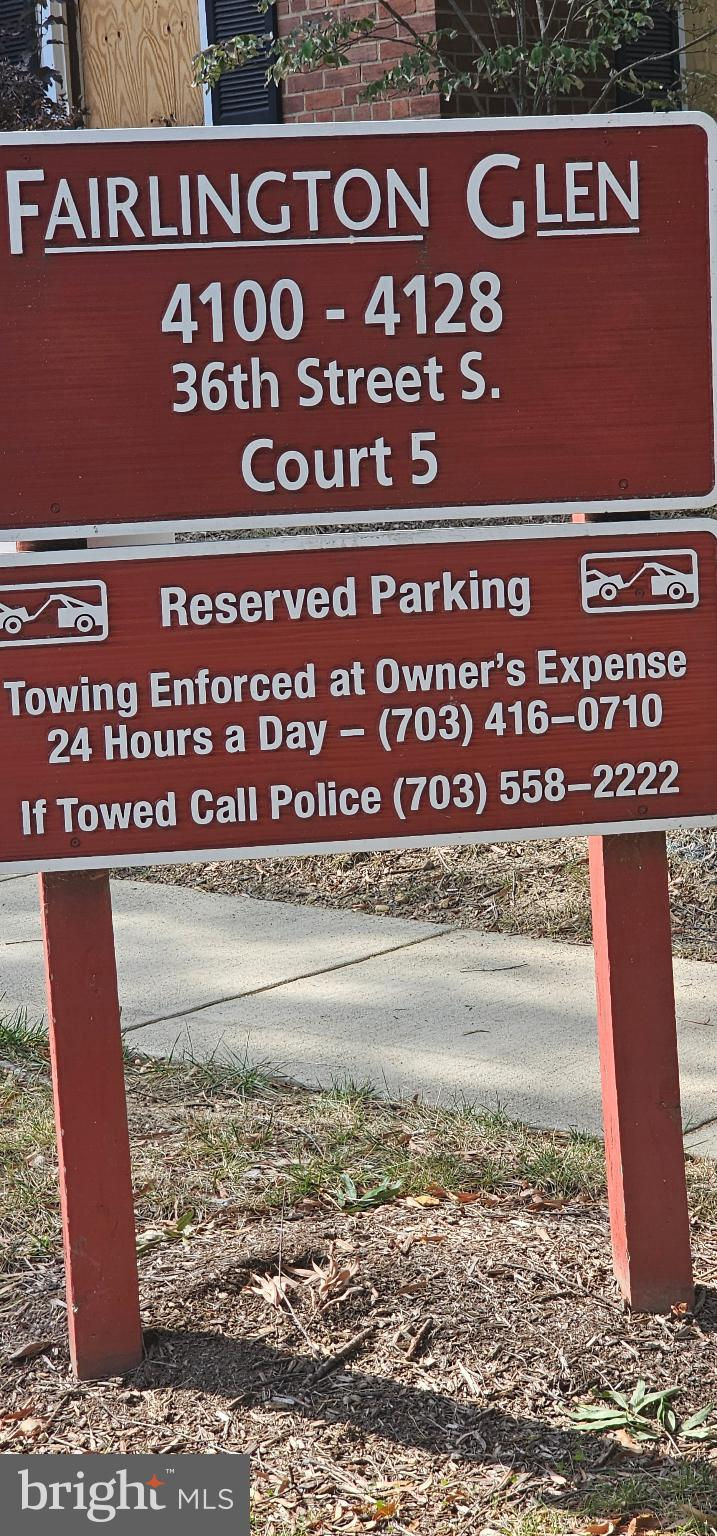 FAIRLINGTON GLEN
4100 - 4128
36th Street S.
Court 5
Reserved Parking
Towing Enforced at Owner's Expense
24 Hours a Day – (703) 416–0710
If Towed Call Police (703) 558–2222
bright™ MLS